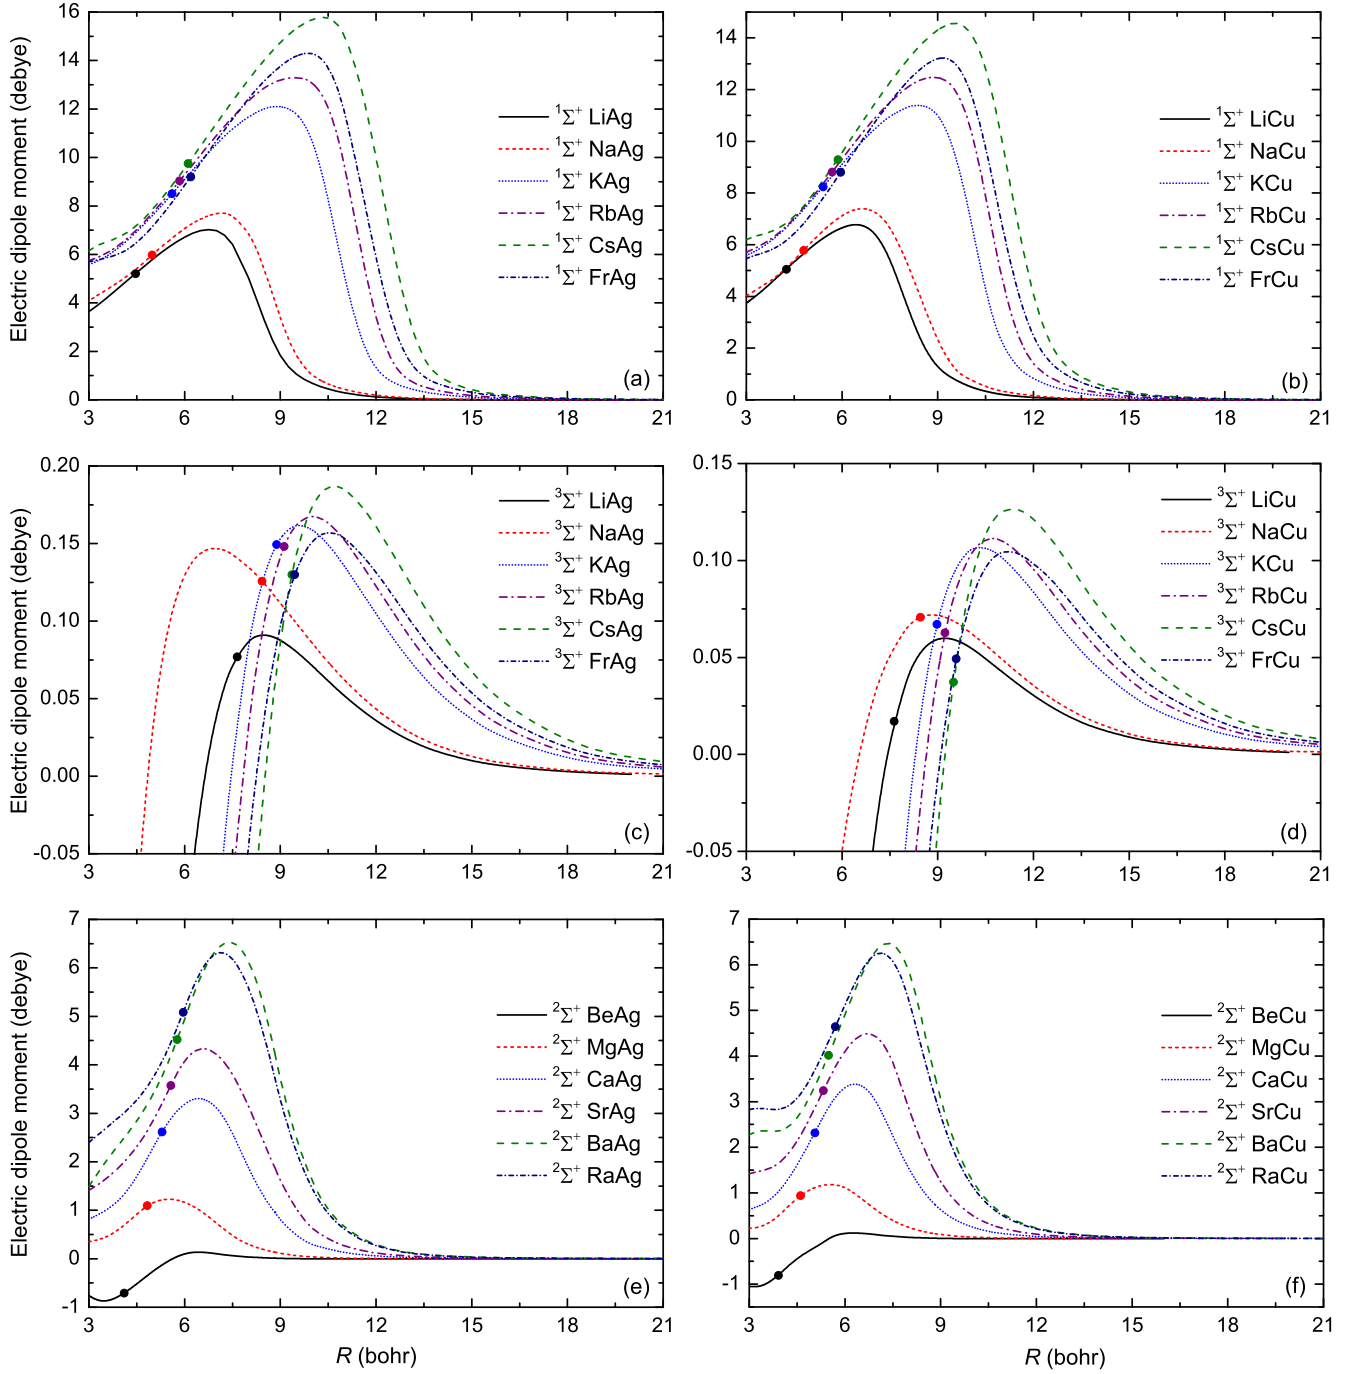 Electric dipole moment (debye)
16
14
12
10
8
6
4
2
0
3 6 9 12 15 18 21
¹Σ⁺ LiAg
¹Σ⁺ NaAg
¹Σ⁺ KAg
¹Σ⁺ RbAg
¹Σ⁺ CsAg
¹Σ⁺ FrAg
(a)
14
12
10
8
6
4
2
0
3 6 9 12 15 18 21
¹Σ⁺ LiCu
¹Σ⁺ NaCu
¹Σ⁺ KCu
¹Σ⁺ RbCu
¹Σ⁺ CsCu
¹Σ⁺ FrCu
(b)
Electric dipole moment (debye)
0.20
0.15
0.10
0.05
0.00
-0.05
3 6 9 12 15 18 21
³Σ⁺ LiAg
³Σ⁺ NaAg
³Σ⁺ KAg
³Σ⁺ RbAg
³Σ⁺ CsAg
³Σ⁺ FrAg
(c)
0.15
0.10
0.05
0.00
-0.05
3 6 9 12 15 18 21
³Σ⁺ LiCu
³Σ⁺ NaCu
³Σ⁺ KCu
³Σ⁺ RbCu
³Σ⁺ CsCu
³Σ⁺ FrCu
(d)
Electric dipole moment (debye)
7
6
5
4
3
2
1
0
-1
3 6 9 12 15 18 21
²Σ⁺ BeAg
²Σ⁺ MgAg
²Σ⁺ CaAg
²Σ⁺ SrAg
²Σ⁺ BaAg
²Σ⁺ RaAg
(e)
R (bohr)
7
6
5
4
3
2
1
0
-1
3 6 9 12 15 18 21
²Σ⁺ BeCu
²Σ⁺ MgCu
²Σ⁺ CaCu
²Σ⁺ SrCu
²Σ⁺ BaCu
²Σ⁺ RaCu
(f)
R (bohr)